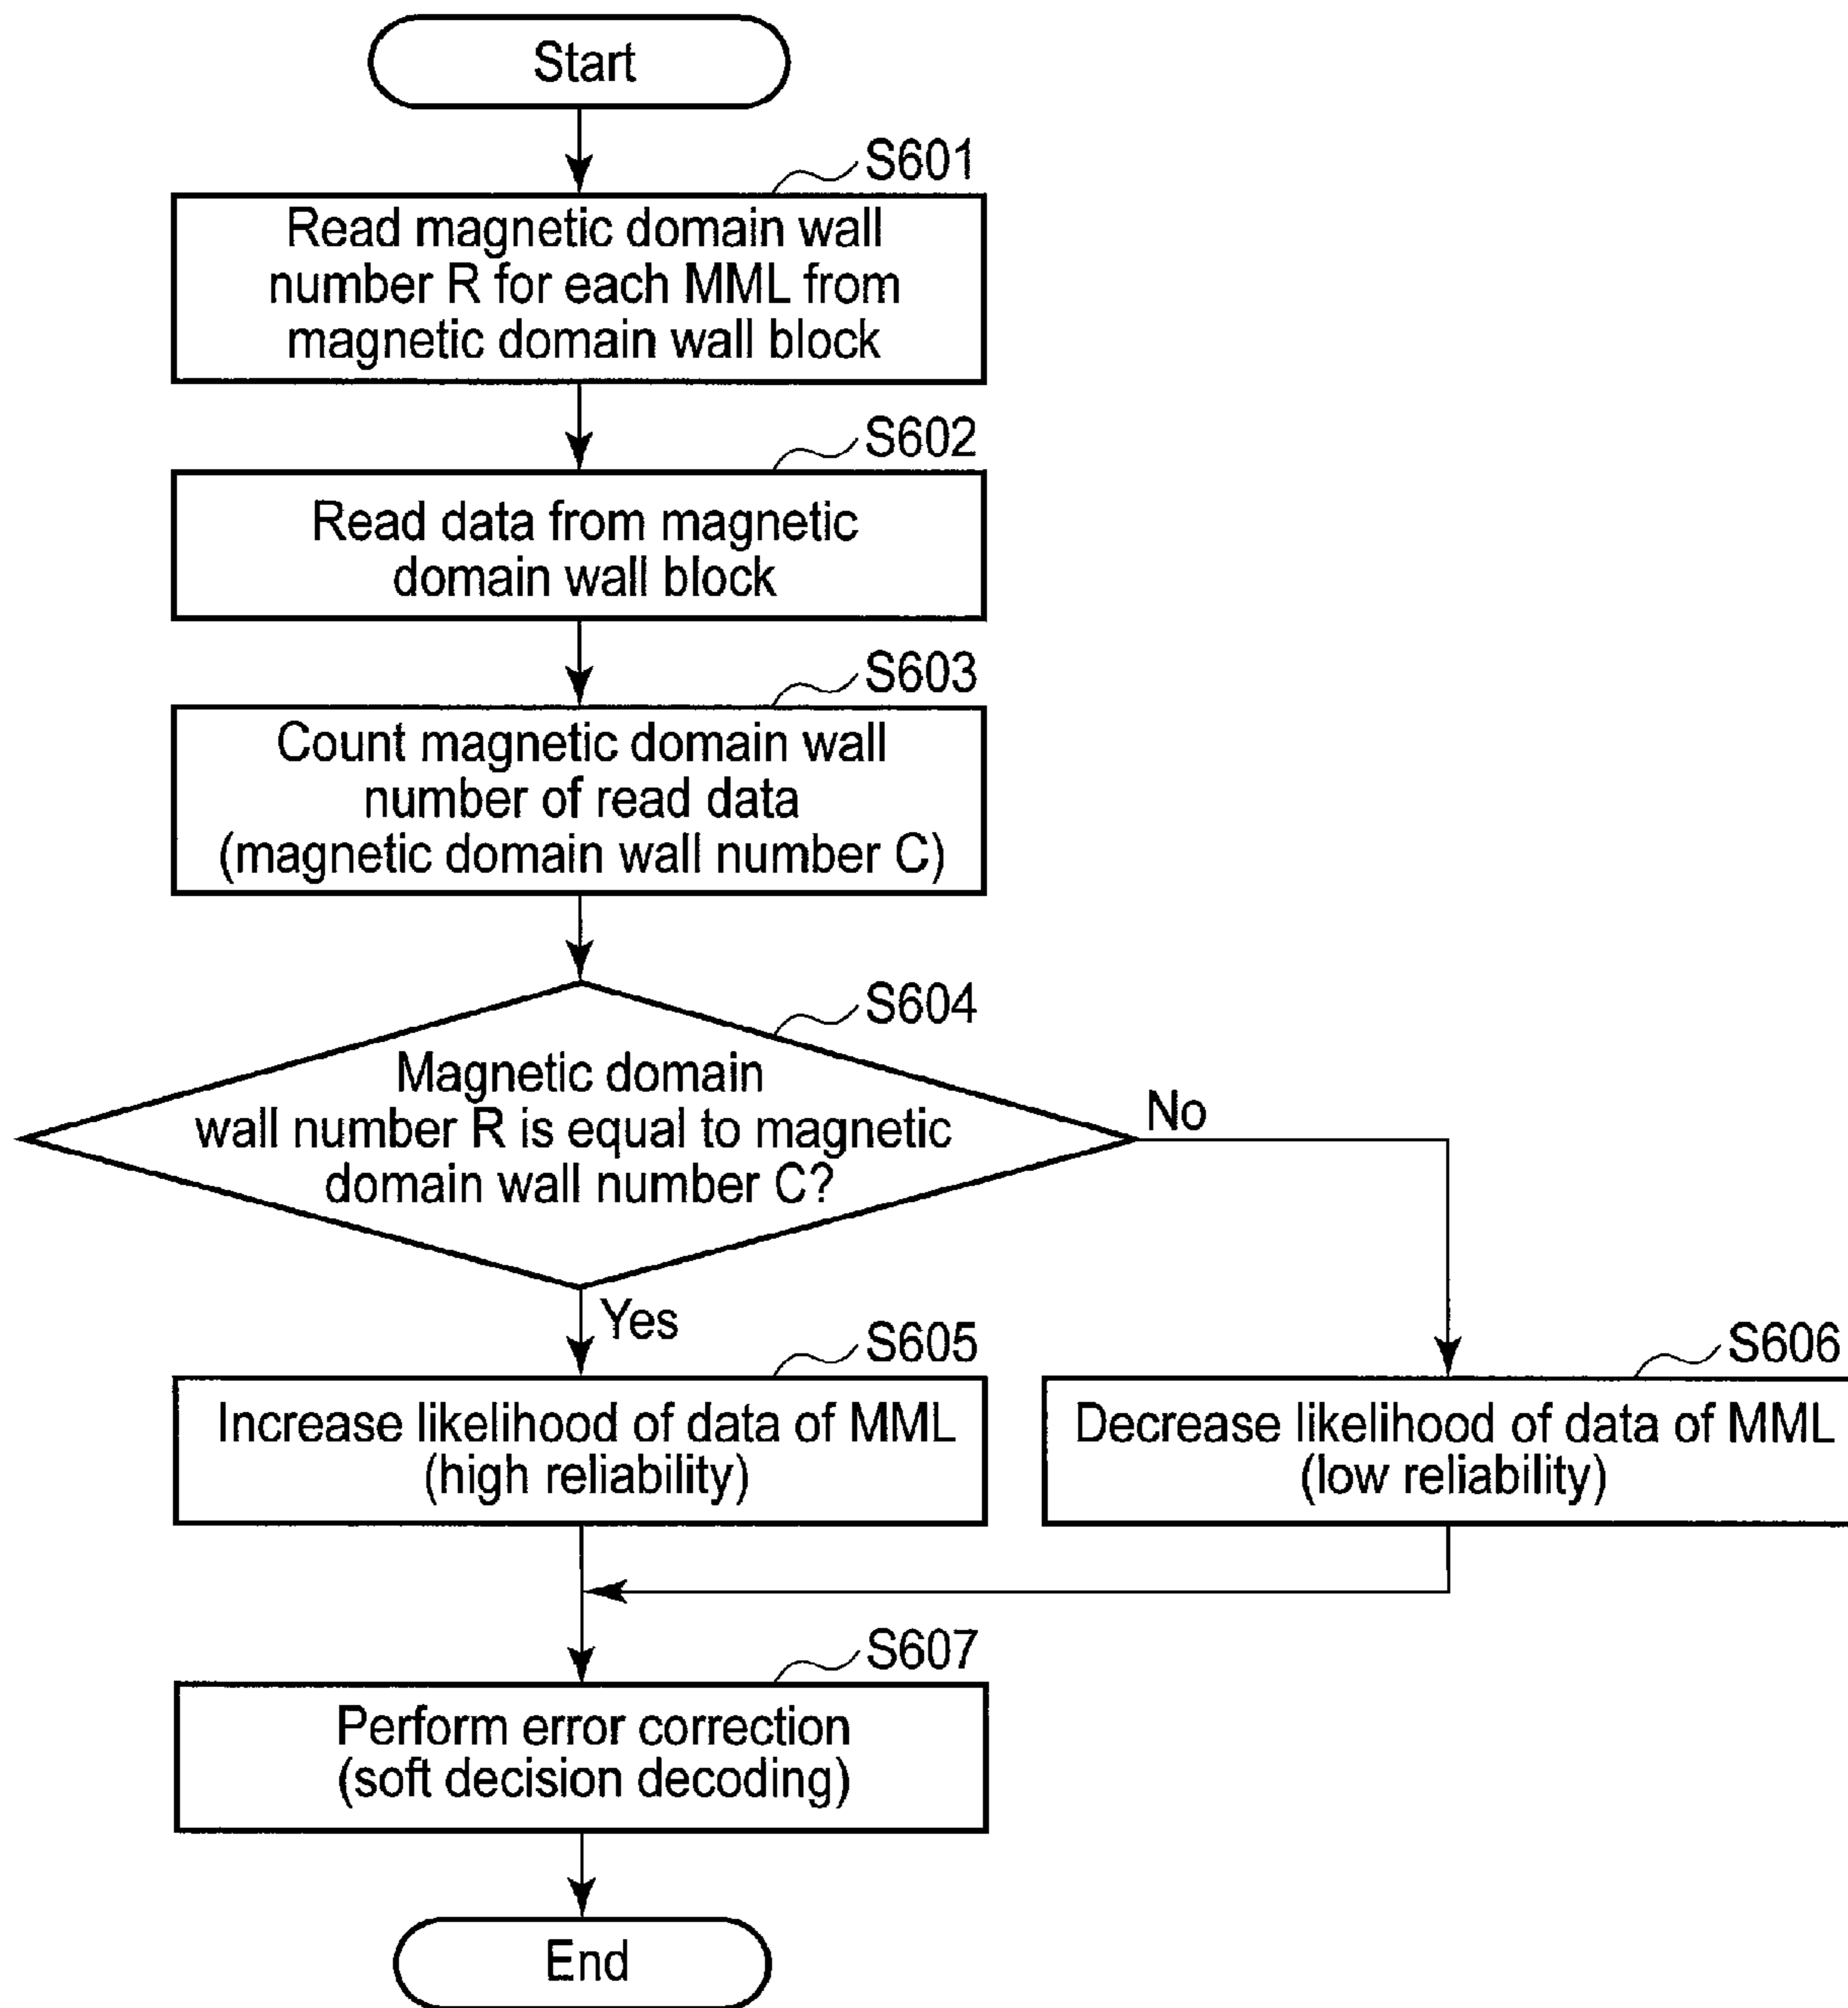 Start
S601
Read magnetic domain wall
number R for each MML from
magnetic domain wall block
S602
Read data from magnetic
domain wall block
S603
Count magnetic domain wall
number of read data
(magnetic domain wall number C)
S604
Magnetic domain
wall number R is equal to magnetic
domain wall number C?
No
Yes
S605
Increase likelihood of data of MML
(high reliability)
S606
Decrease likelihood of data of MML
(low reliability)
S607
Perform error correction
(soft decision decoding)
End